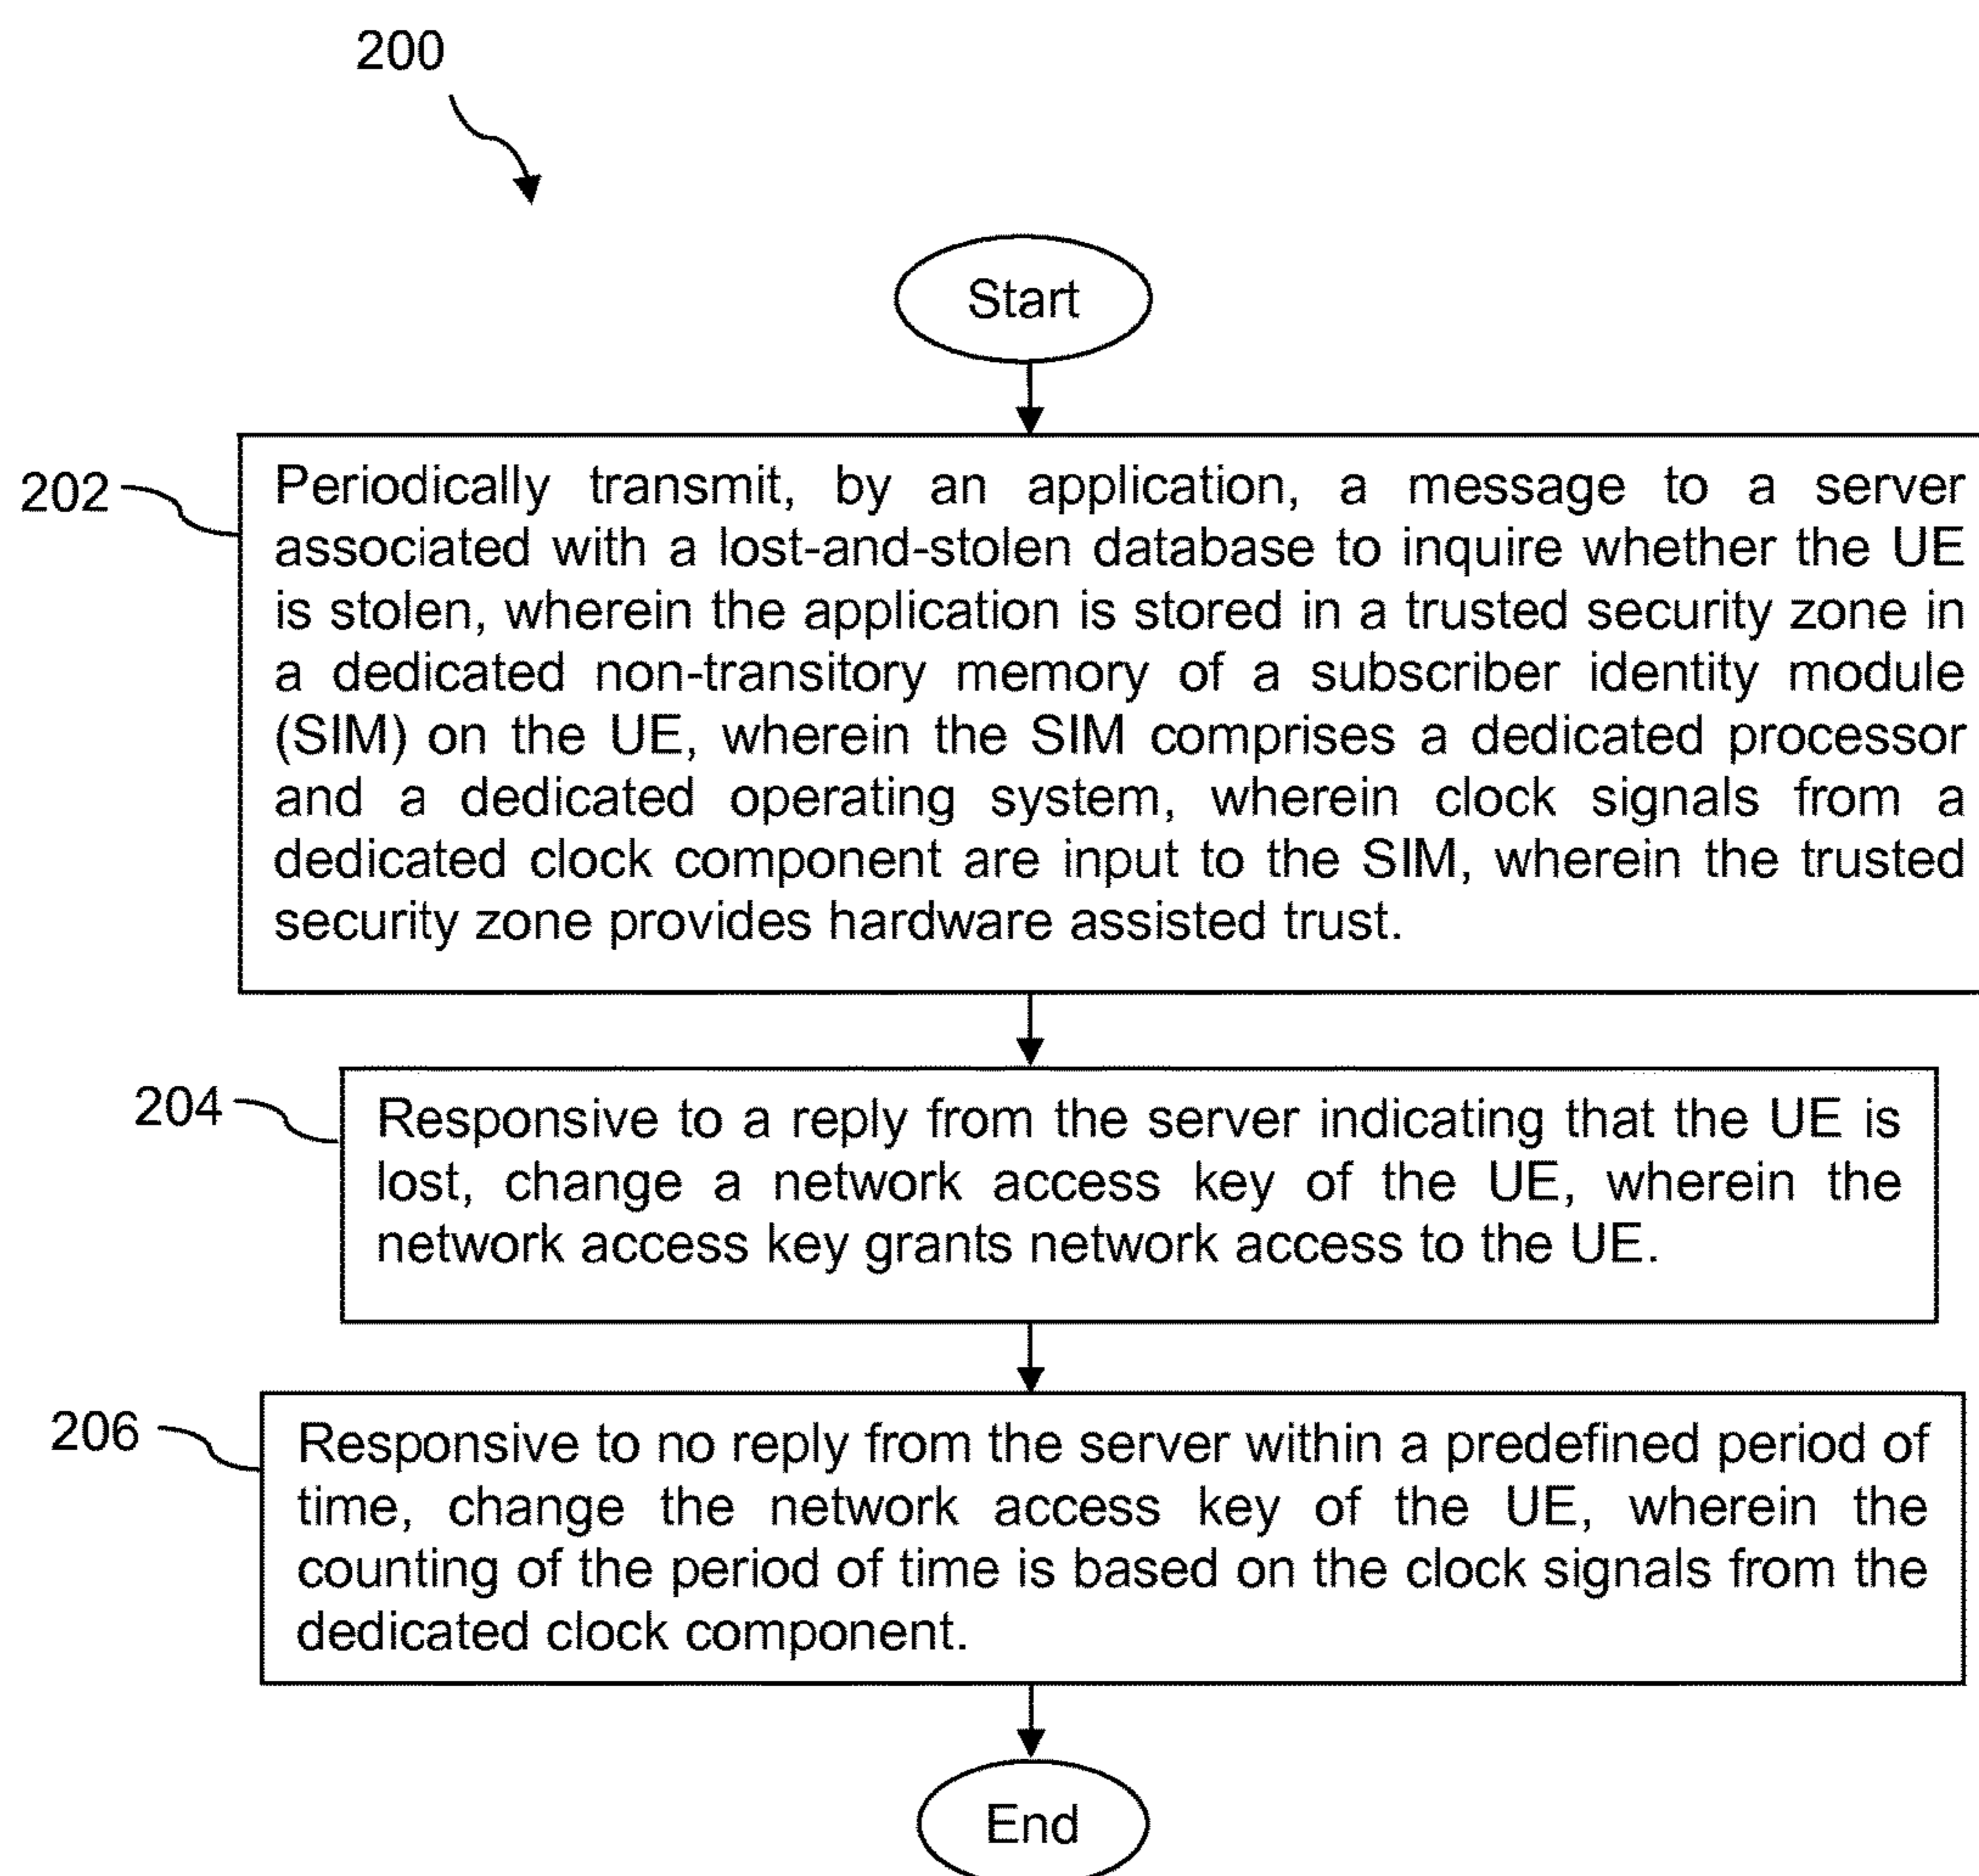 200
Start
202
Periodically transmit, by an application, a message to a server
associated with a lost-and-stolen database to inquire whether the UE
is stolen, wherein the application is stored in a trusted security zone in
a dedicated non-transitory memory of a subscriber identity module
(SIM) on the UE, wherein the SIM comprises a dedicated processor
and a dedicated operating system, wherein clock signals from a
dedicated clock component are input to the SIM, wherein the trusted
security zone provides hardware assisted trust.
204
Responsive to a reply from the server indicating that the UE is
lost, change a network access key of the UE, wherein the
network access key grants network access to the UE.
206
Responsive to no reply from the server within a predefined period of
time, change the network access key of the UE, wherein the
counting of the period of time is based on the clock signals from the
dedicated clock component.
End